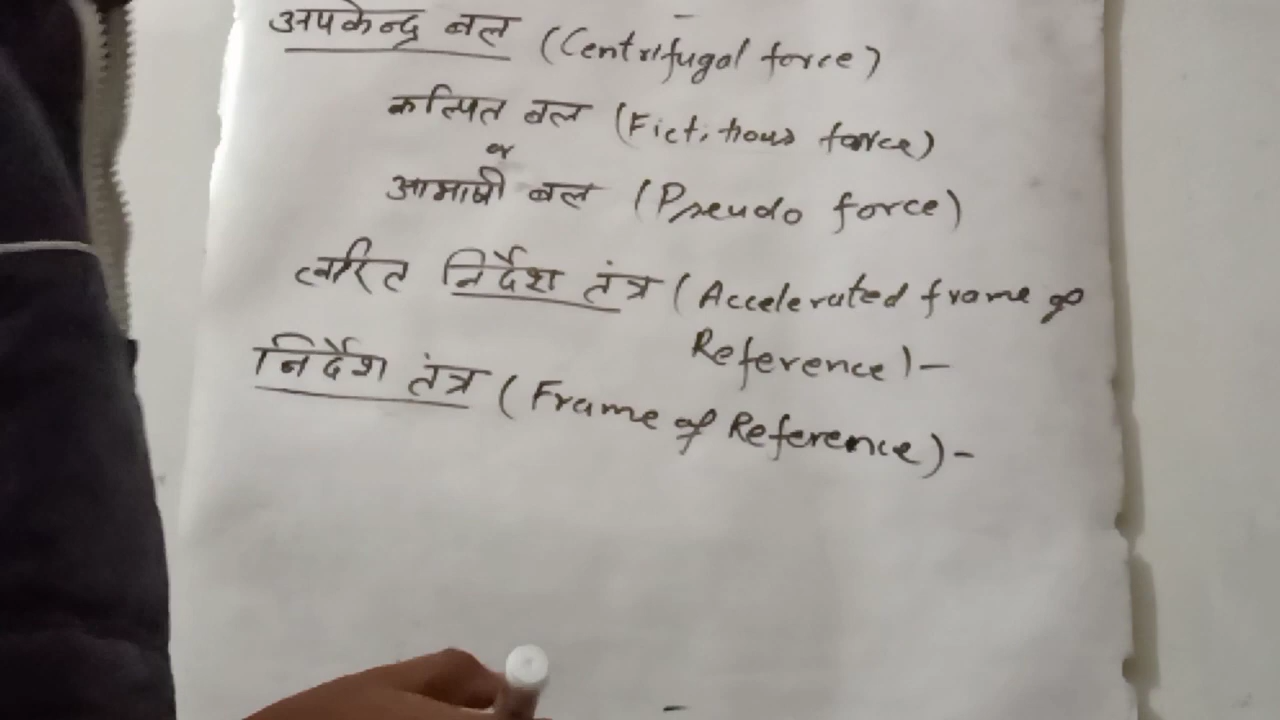 अपकेन्द्र बल (Centrifugal force)
कल्पित बल (Fictitious force)
or
आभाषी बल (Pseudo force)
त्वरित निर्देश तंत्र (Accelerated frame of
Reference) -
निर्देश तंत्र (Frame of Reference) -